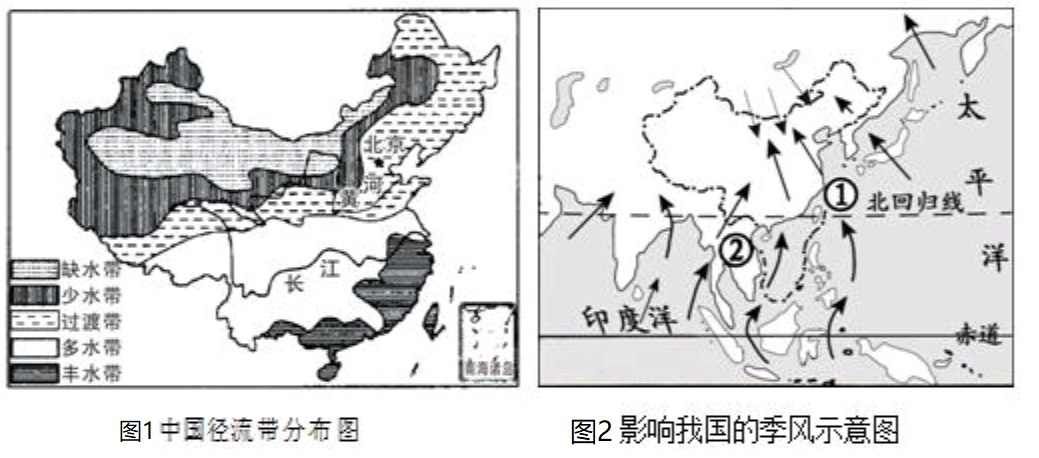 北京
黄
河
长 江
缺水带
少水带
过渡带
多水带
丰水带
南海诸岛
图1中国径流带分布图
太
平
洋
①
北回归线
②
印度洋
赤道
图2 影响我国的季风示意图